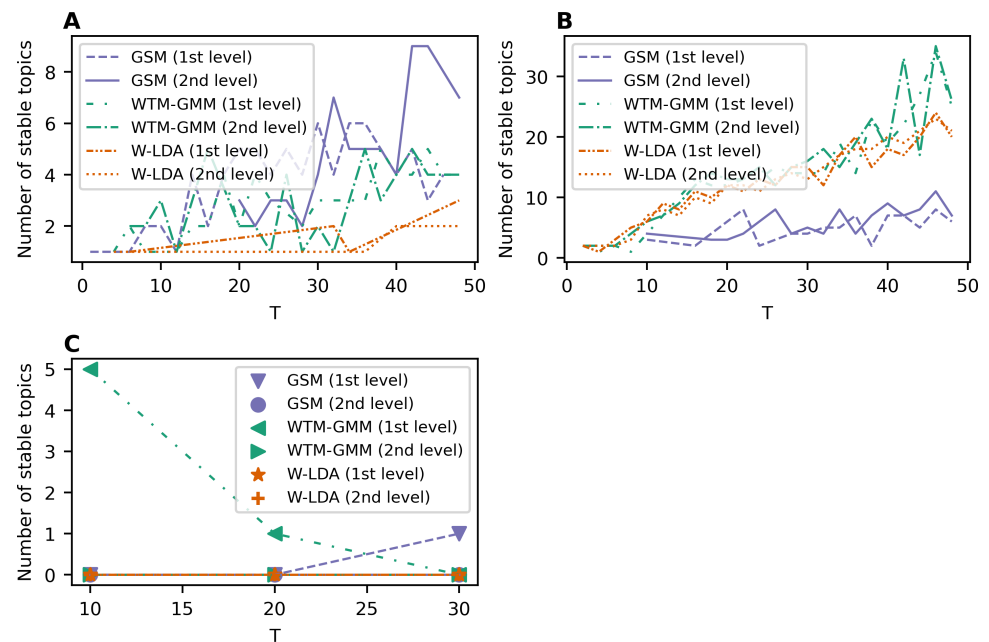 A
Number of stable topics
8
6
4
2
GSM (1st level)
GSM (2nd level)
WTM-GMM (1st level)
WTM-GMM (2nd level)
W-LDA (1st level)
W-LDA (2nd level)
0 10 20 30 40 50
T
B
Number of stable topics
30
20
10
0
GSM (1st level)
GSM (2nd level)
WTM-GMM (1st level)
WTM-GMM (2nd level)
W-LDA (1st level)
W-LDA (2nd level)
0 10 20 30 40 50
T
C
Number of stable topics
5
4
3
2
1
0
GSM (1st level)
GSM (2nd level)
WTM-GMM (1st level)
WTM-GMM (2nd level)
W-LDA (1st level)
W-LDA (2nd level)
10 15 20 25 30
T